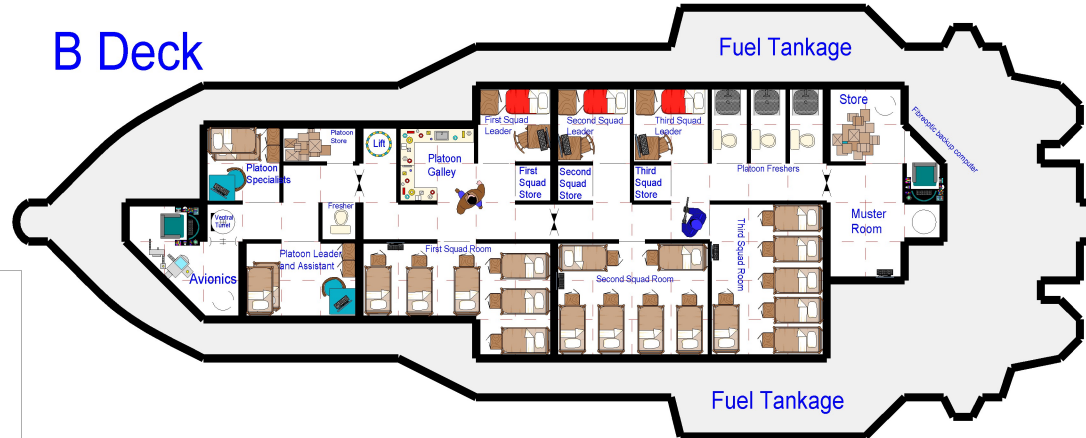 B Deck
Fuel Tankage
First Squad
Leader
Second Squad
Leader
Third Squad
Leader
Store
Fibreoptic backup computer
Platoon
Store
Lift
Platoon
Galley
Platoon
Specialists
First
Squad
Store
Second
Squad
Store
Third
Squad
Store
Platoon Freshers
Fresher
Ventral
Turret
Muster
Room
Platoon Leader
and Assistant
First Squad Room
Second Squad Room
Third Squad Room
Avionics
Fuel Tankage